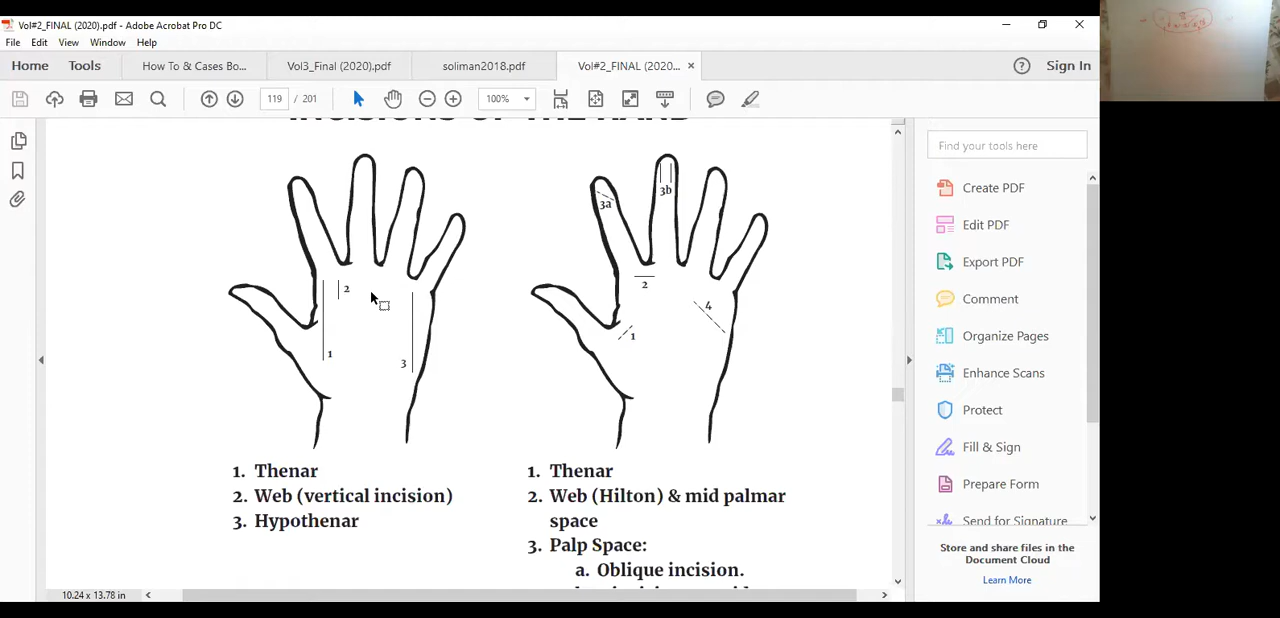 Vol#2_FINAL (2020).pdf - Adobe Acrobat Pro DC
File Edit View Window Help
Home Tools How To & Cases Bo... Vol3_Final (2020).pdf soliman2018.pdf Vol#2_FINAL (2020... × Sign In
119 / 201 100%
INCISIONS OF THE HAND
2
1
3
3a
3b
2
1
4
1. Thenar
2. Web (vertical incision)
3. Hypothenar
1. Thenar
2. Web (Hilton) & mid palmar
space
3. Palp Space:
a. Oblique incision.
Find your tools here
Create PDF
Edit PDF
Export PDF
Comment
Organize Pages
Enhance Scans
Protect
Fill & Sign
Prepare Form
Send for Signature
Store and share files in the
Document Cloud
Learn More
10.24 x 13.78 in